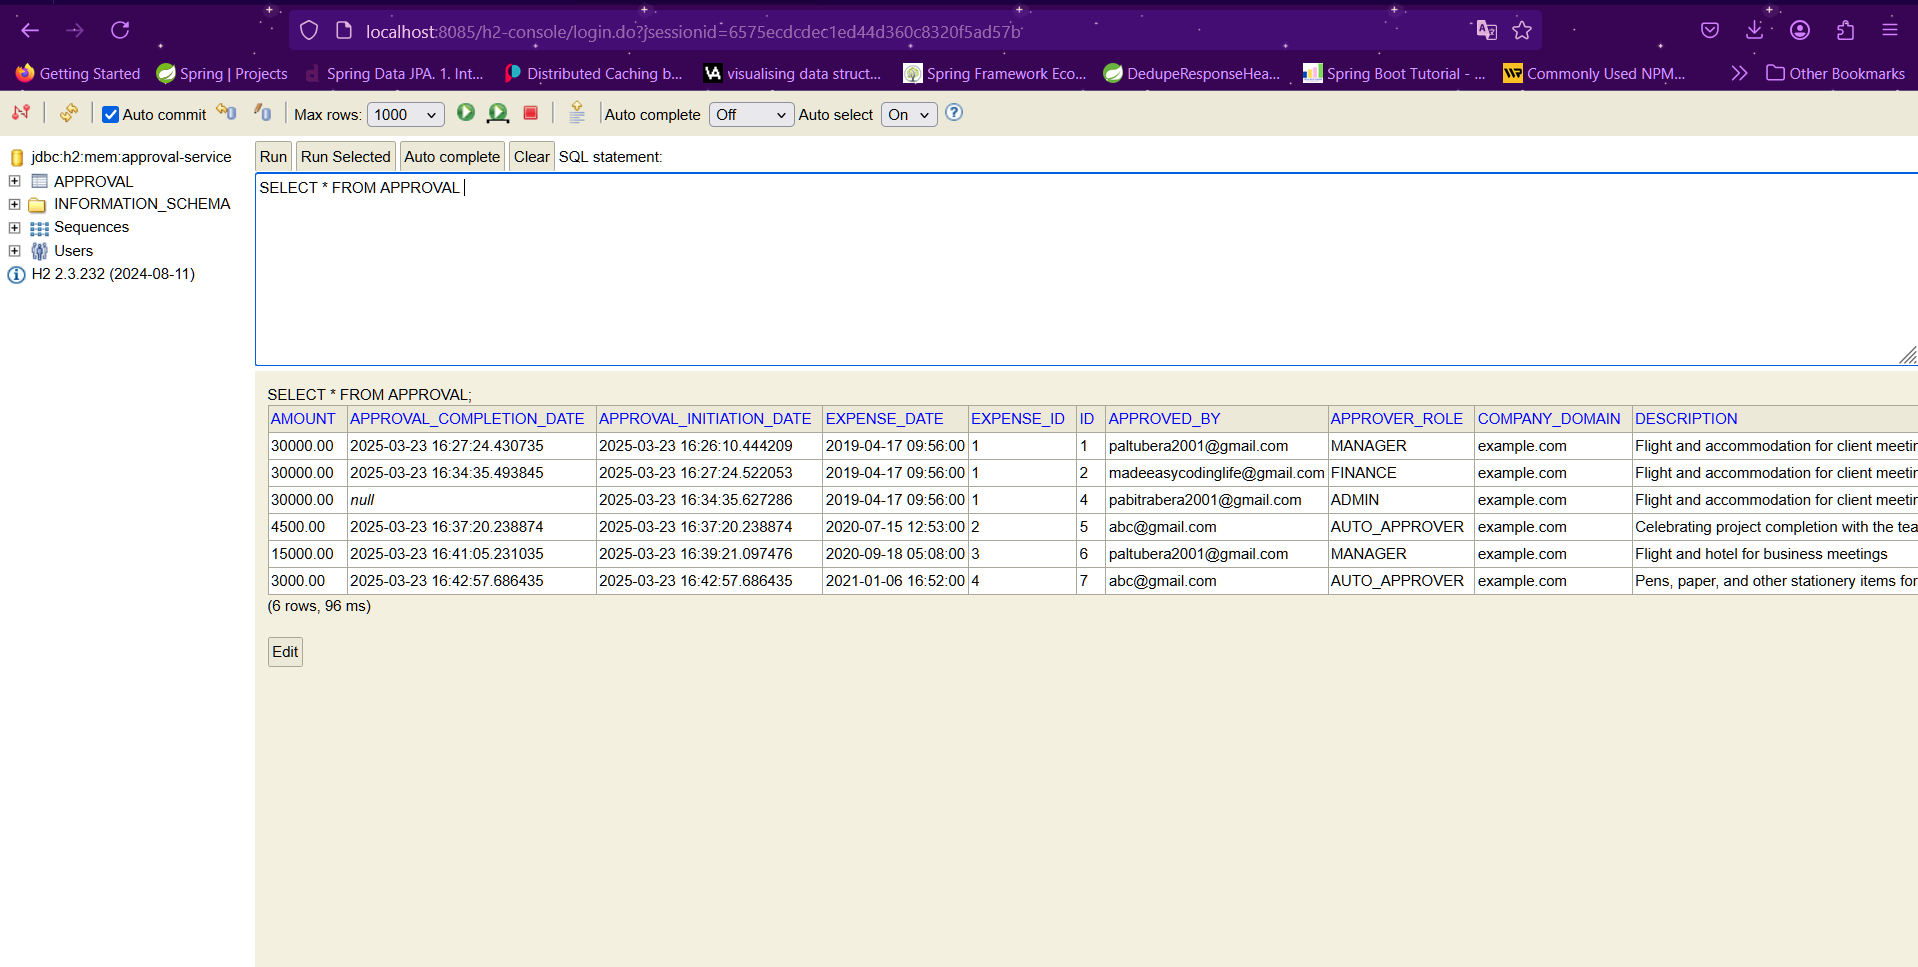 localhost:8085/h2-console/login.do?jsessionid=6575ecdcdec1ed44d360c8320f5ad57b
Getting Started Spring | Projects Spring Data JPA. 1. Int... Distributed Caching b... visualising data struct... Spring Framework Eco... DedupeResponseHea... Spring Boot Tutorial - ... Commonly Used NPM... Other Bookmarks
Auto commit Max rows: 1000 Auto complete Off Auto select On
jdbc:h2:mem:approval-service
APPROVAL
INFORMATION_SCHEMA
Sequences
Users
H2 2.3.232 (2024-08-11)
Run Run Selected Auto complete Clear SQL statement:
SELECT * FROM APPROVAL
SELECT * FROM APPROVAL;
AMOUNT APPROVAL_COMPLETION_DATE APPROVAL_INITIATION_DATE EXPENSE_DATE EXPENSE_ID ID APPROVED_BY APPROVER_ROLE COMPANY_DOMAIN DESCRIPTION
30000.00 2025-03-23 16:27:24.430735 2025-03-23 16:26:10.444209 2019-04-17 09:56:00 1 1 paltubera2001@gmail.com MANAGER example.com Flight and accommodation for client meetin
30000.00 2025-03-23 16:34:35.493845 2025-03-23 16:27:24.522053 2019-04-17 09:56:00 1 2 madeeasycodinglife@gmail.com FINANCE example.com Flight and accommodation for client meetin
30000.00 null 2025-03-23 16:34:35.627286 2019-04-17 09:56:00 1 4 pabitrabera2001@gmail.com ADMIN example.com Flight and accommodation for client meetin
4500.00 2025-03-23 16:37:20.238874 2025-03-23 16:37:20.238874 2020-07-15 12:53:00 2 5 abc@gmail.com AUTO_APPROVER example.com Celebrating project completion with the tea
15000.00 2025-03-23 16:41:05.231035 2025-03-23 16:39:21.097476 2020-09-18 05:08:00 3 6 paltubera2001@gmail.com MANAGER example.com Flight and hotel for business meetings
3000.00 2025-03-23 16:42:57.686435 2025-03-23 16:42:57.686435 2021-01-06 16:52:00 4 7 abc@gmail.com AUTO_APPROVER example.com Pens, paper, and other stationery items for
(6 rows, 96 ms)
Edit